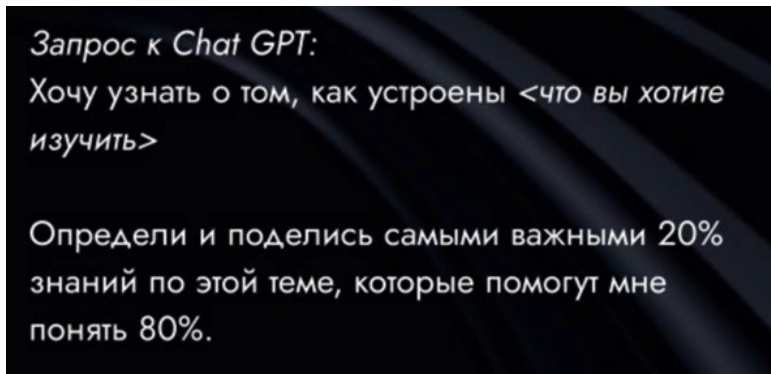 Запрос к Chat GPT:
Хочу узнать о том, как устроены <что вы хотите
изучить>
Определи и поделись самыми важными 20%
знаний по этой теме, которые помогут мне
понять 80%.